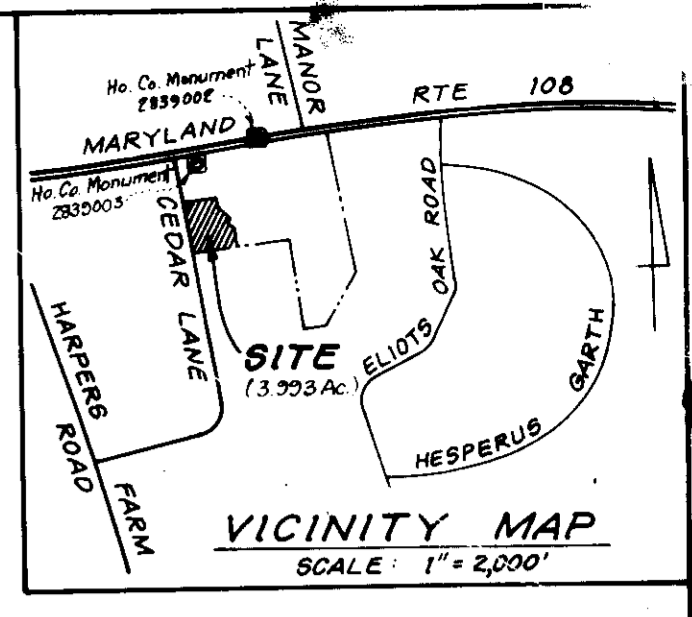 MANOR LANE
Ho. Co. Monument
2839002
MARYLAND RTE 108
Ho. Co. Monument
2839003
CEDAR LANE
OAK ROAD
ELIOTS
HARPERS
ROAD
FARM
SITE
(3.993 Ac.)
HESPERUS GARTH
VICINITY MAP
SCALE: 1" = 2,000'